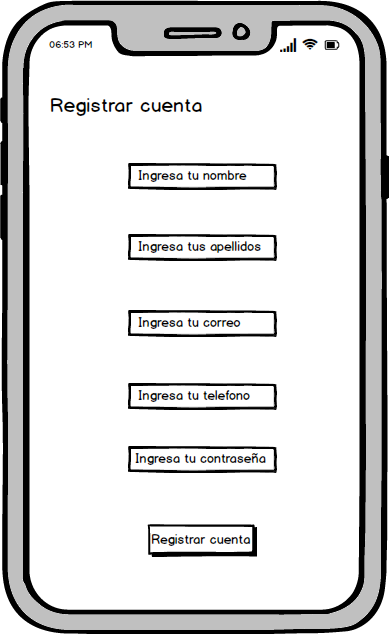 06:53 PM
Registrar cuenta
Ingresa tu nombre
Ingresa tus apellidos
Ingresa tu correo
Ingresa tu telefono
Ingresa tu contraseña
Registrar cuenta